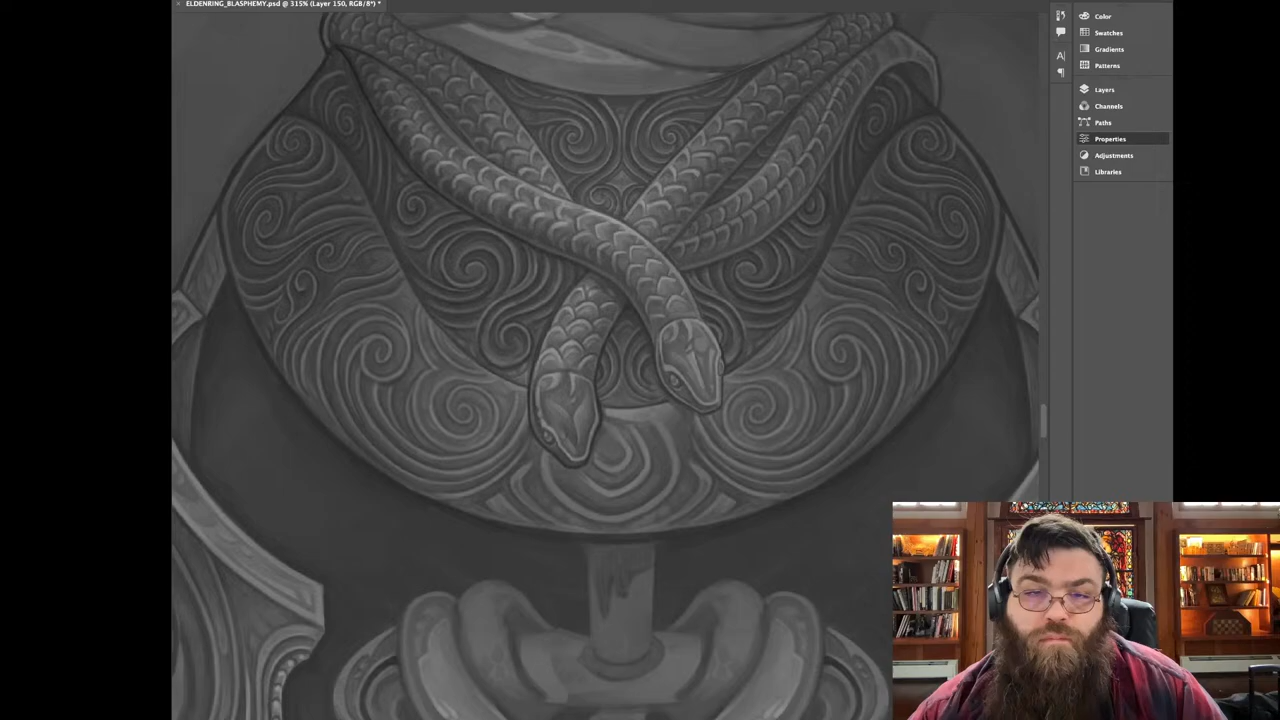 ELDENRING_BLASPHEMY.psd @ 315% (Layer 150, RGB/8*) *
Color
Swatches
Gradients
Patterns
Layers
Channels
Paths
Properties
Adjustments
Libraries